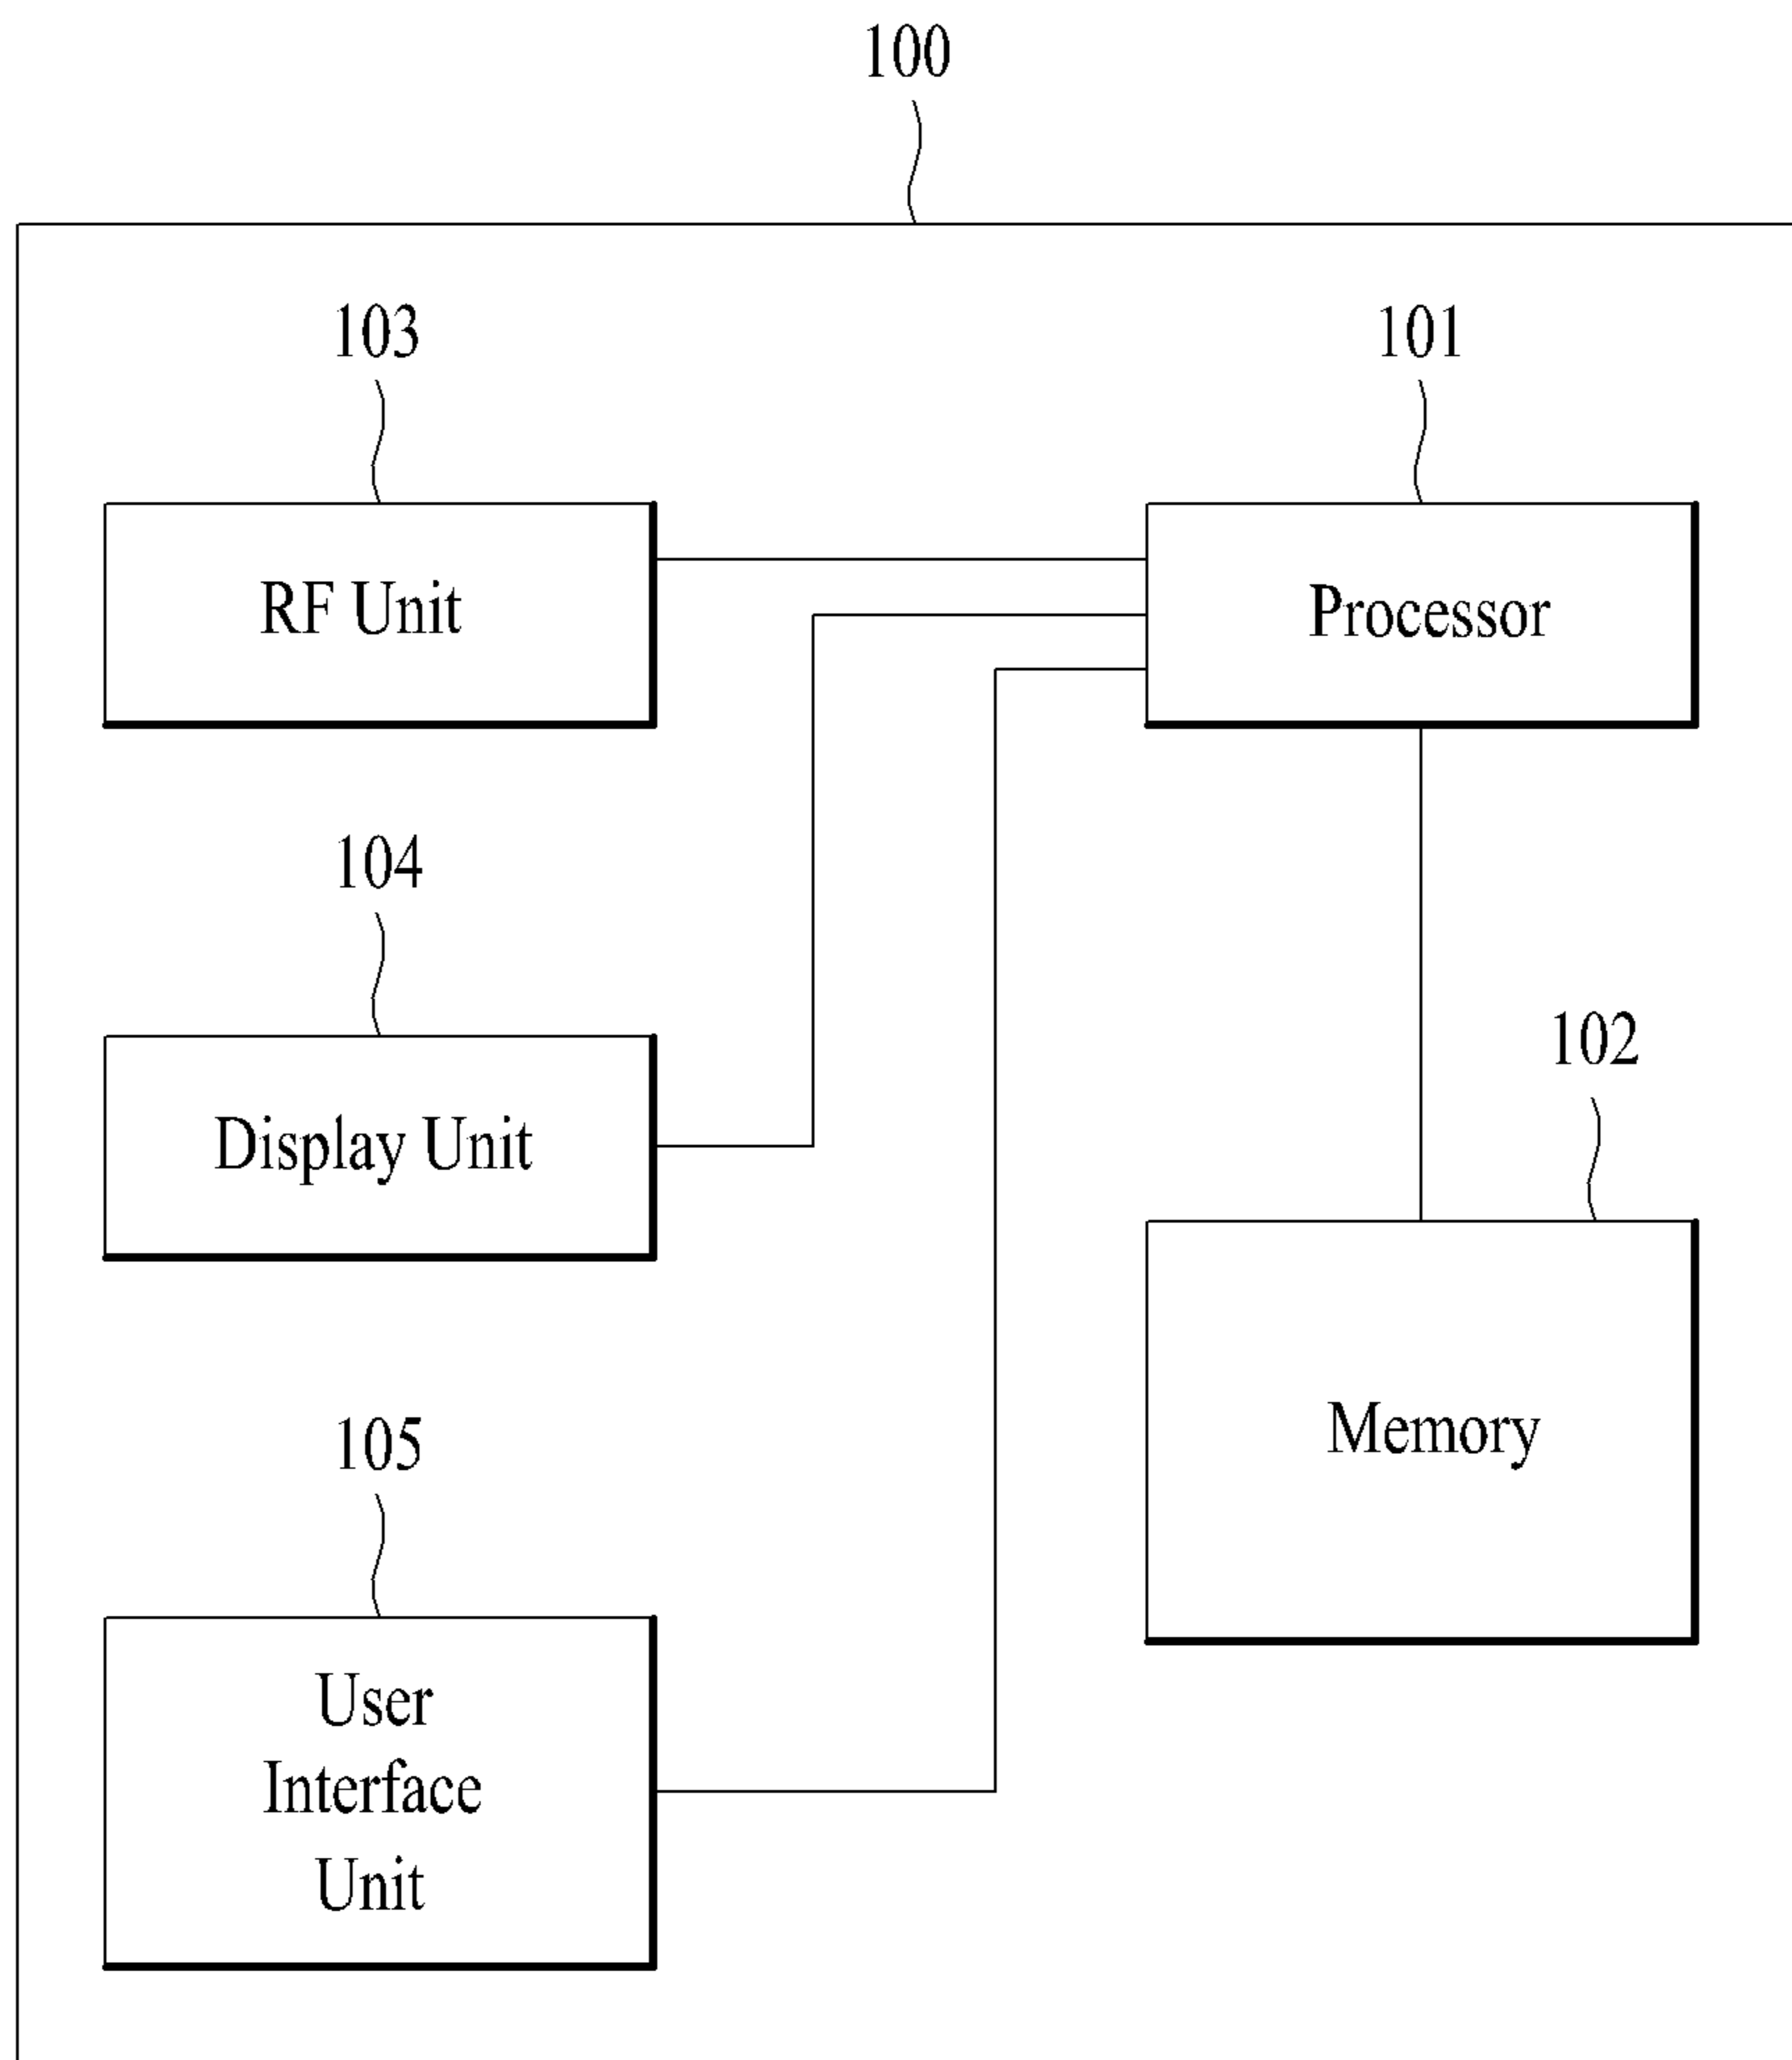 100
103
101
RF Unit
Processor
104
102
Display Unit
Memory
105
User
Interface
Unit